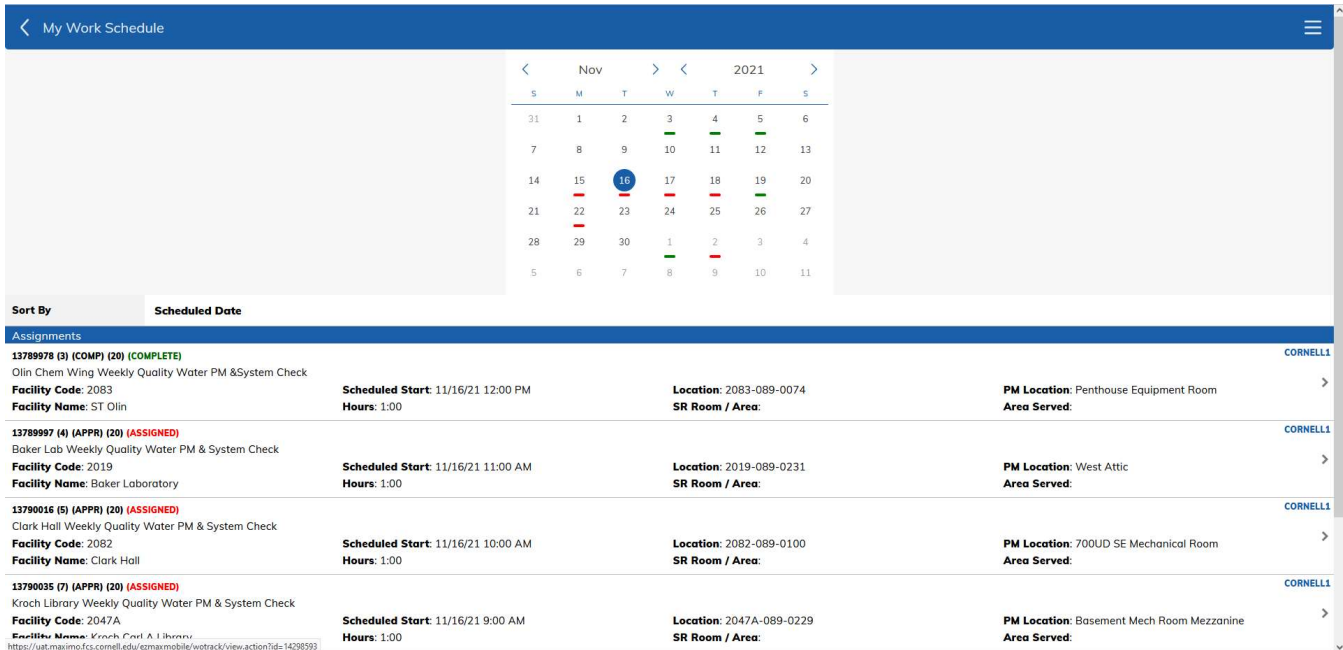 My Work Schedule
Nov 2021
S M T W T F S
31 1 2 3 4 5 6
7 8 9 10 11 12 13
14 15 16 17 18 19 20
21 22 23 24 25 26 27
28 29 30 1 2 3 4
5 6 7 8 9 10 11
Sort By Scheduled Date
Assignments
13789978 (3) (COMP) (20) (COMPLETE) CORNELL1
Olin Chem Wing Weekly Quality Water PM &System Check
Facility Code: 2083 Scheduled Start: 11/16/21 12:00 PM Location: 2083-089-0074 PM Location: Penthouse Equipment Room
Facility Name: ST Olin Hours: 1:00 SR Room / Area: Area Served:
13789997 (4) (APPR) (20) (ASSIGNED) CORNELL1
Baker Lab Weekly Quality Water PM & System Check
Facility Code: 2019 Scheduled Start: 11/16/21 11:00 AM Location: 2019-089-0231 PM Location: West Attic
Facility Name: Baker Laboratory Hours: 1:00 SR Room / Area: Area Served:
13790016 (5) (APPR) (20) (ASSIGNED) CORNELL1
Clark Hall Weekly Quality Water PM & System Check
Facility Code: 2082 Scheduled Start: 11/16/21 10:00 AM Location: 2082-089-0100 PM Location: 700UD SE Mechanical Room
Facility Name: Clark Hall Hours: 1:00 SR Room / Area: Area Served:
13790035 (7) (APPR) (20) (ASSIGNED) CORNELL1
Kroch Library Weekly Quality Water PM & System Check
Facility Code: 2047A Scheduled Start: 11/16/21 9:00 AM Location: 2047A-089-0229 PM Location: Basement Mech Room Mezzanine
Facility Name: Kroch Carl A Library Hours: 1:00 SR Room / Area: Area Served:
https://uat.maximo.fcs.cornell.edu/ezmaxmobile/wotrack/view.action?id=14298593